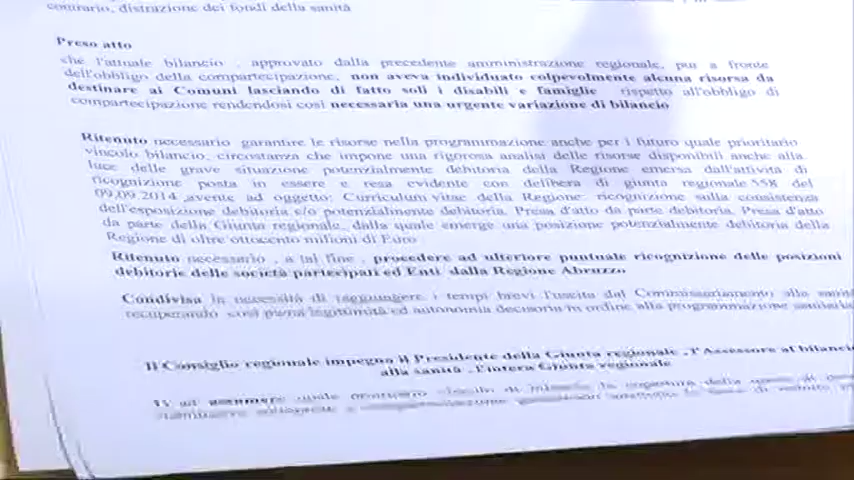 contrario, distrazione dei fondi della sanità
Preso atto
che l'attuale bilancio , approvato dalla precedente amministrazione regionale, pur a fronte
dell'obbligo della compartecipazione, non aveva individuato colpevolmente alcuna risorsa da
destinare ai Comuni lasciando di fatto soli i disabili e famiglie rispetto all'obbligo di
compartecipazione rendendosi così necessaria una urgente variazione di bilancio
Ritenuto necessario garantire le risorse nella programmazione anche per i futuro quale prioritario
vincolo bilancio, circostanza che impone una rigorosa analisi delle risorse disponibili anche alla
luce delle grave situazione potenzialmente debitoria della Regione emersa dall'attività di
ricognizione posta in essere e resa evidente con delibera di giunta regionale 558 del
09.09.2014 ,avente ad oggetto: Curriculum vitae della Regione: ricognizione sulla consistenza
dell'esposizione debitoria e/o potenzialmente debitoria. Presa d'atto da parte debitoria. Presa d'atto
da parte della Giunta regionale, dalla quale emerge una posizione potenzialmente debitoria della
Regione di oltre ottocento milioni di Euro
Ritenuto necessario , a tal fine , procedere ad ulteriore puntuale ricognizione delle posizioni
debitorie delle società partecipati ed Enti dalla Regione Abruzzo
Condivisa la necessità di raggiungere i tempi brevi l'uscita dal Commissariamento alla sanità
recuperando così piena legittimità ed autonomia decisoria in ordine alla programmazione sanitaria
Il Consiglio regionale impegna il Presidente della Giunta regionale , l'Assessore al bilancio
alla sanità , l'intera Giunta regionale
1) ad assumere quale prioritario la copertura della